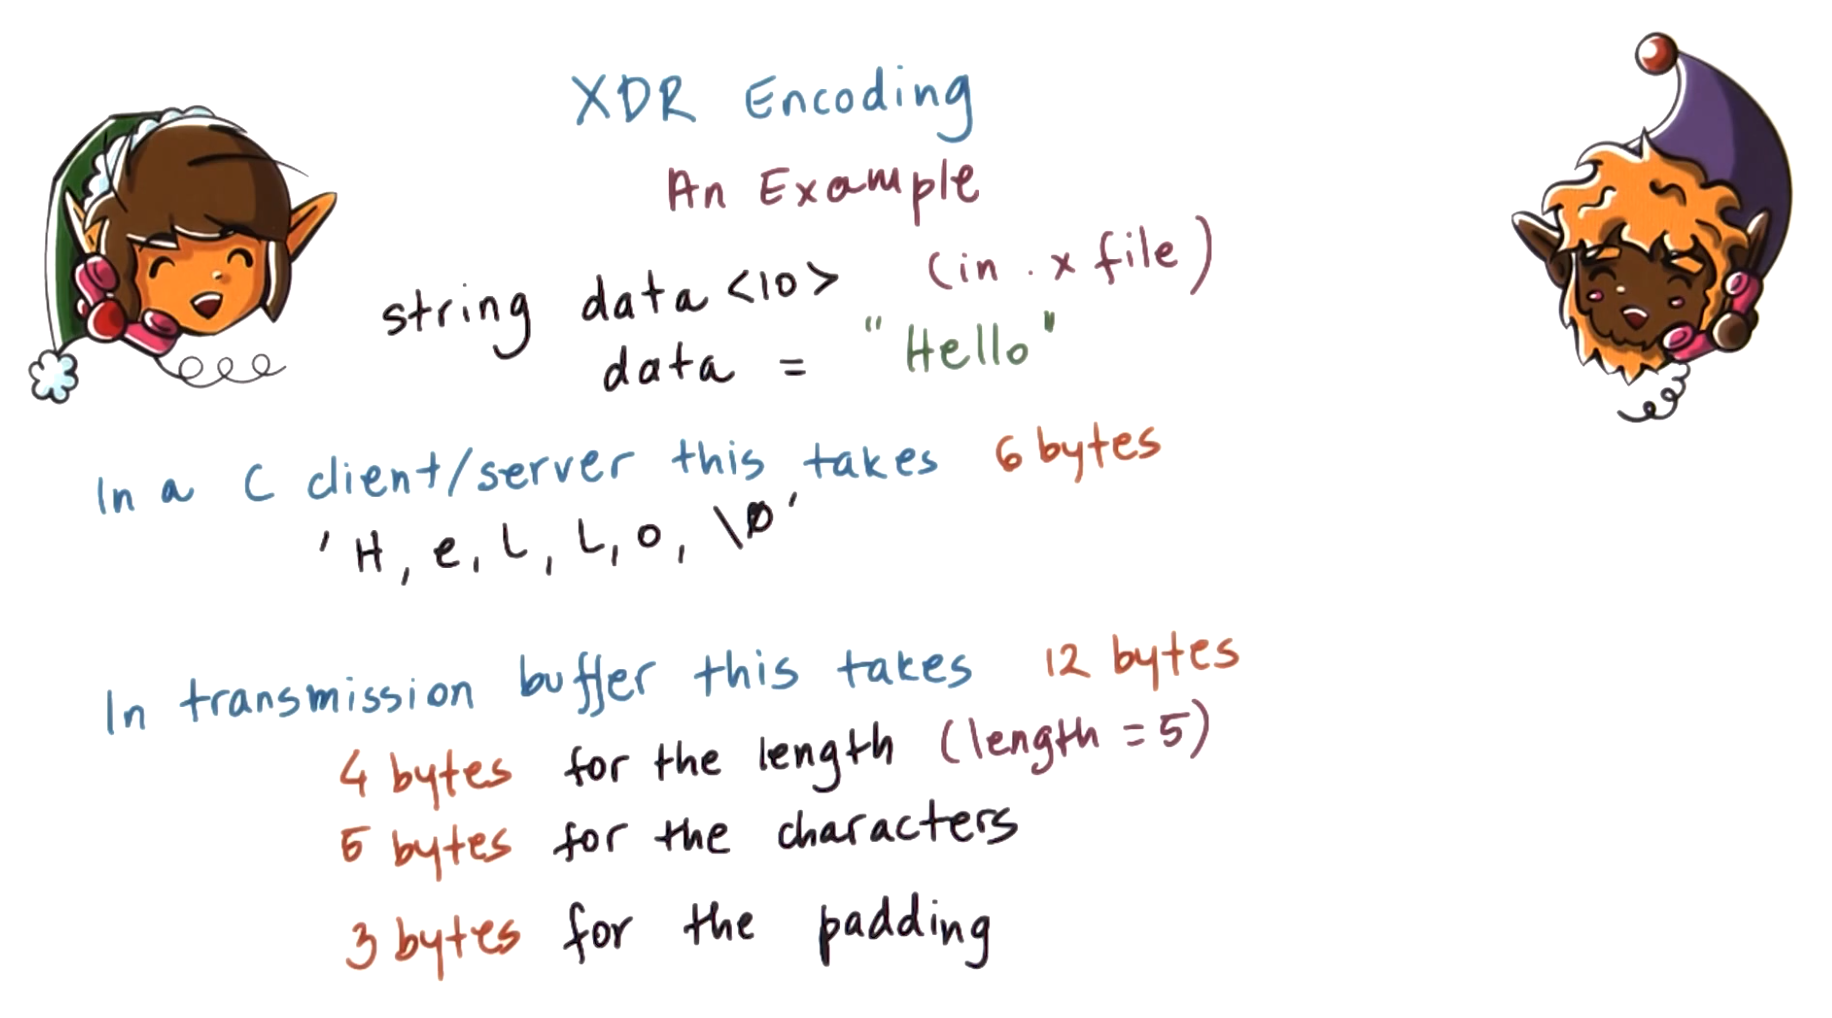 XDR Encoding
An Example
string data <10> (in .x file)
data = "Hello"
In a C client/server this takes 6 bytes
'H, e, L, L, o, \0'
In transmission buffer this takes 12 bytes
4 bytes for the length (length = 5)
5 bytes for the characters
3 bytes for the padding